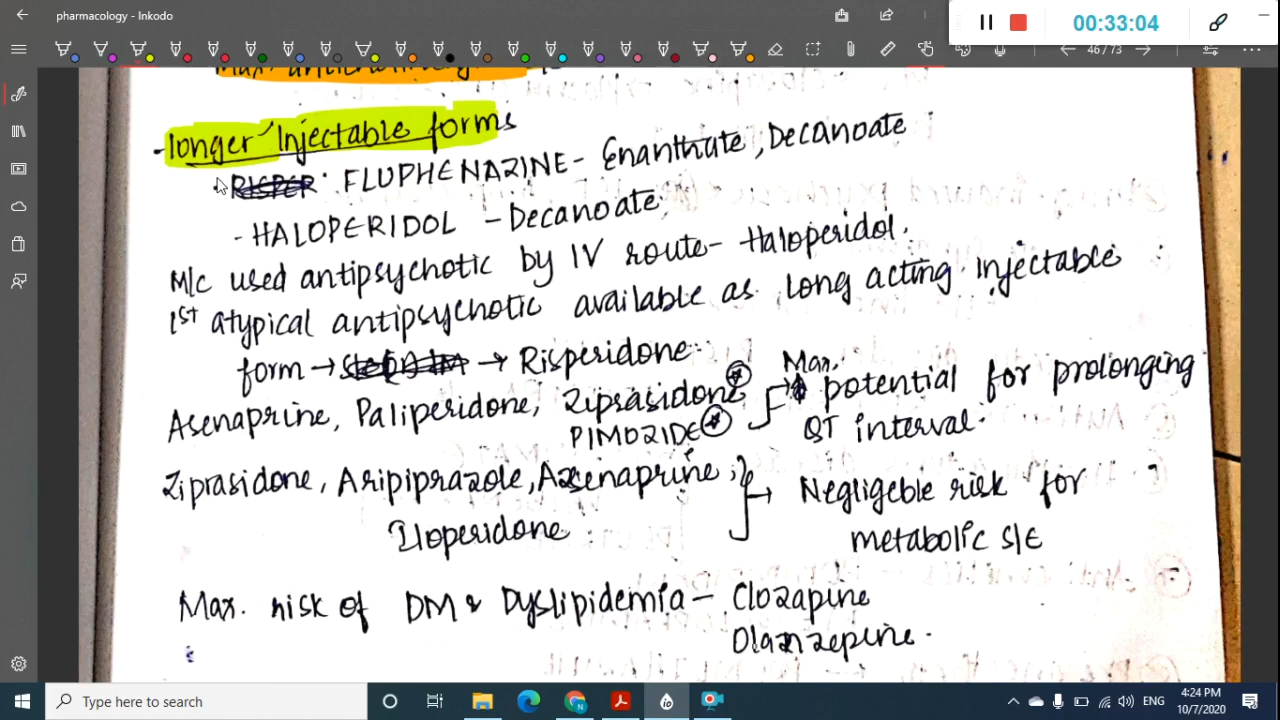 pharmacology - Inkodo
00:33:04
46 / 73
- longer Injectable forms
FLUPHENAZINE - Enanthate, Decanoate
- HALOPERIDOL - Decanoate
M/c used antipsychotic by IV route - Haloperidol.
1st atypical antipsychotic available as long acting injectable
form → → Risperidone
Asenaprine, Paliperidone, Ziprasidone
PIMOZIDE
Max. potential for prolonging
QT interval.
Ziprasidone, Aripiprazole, Asenaprine,
Iloperidone
→ Negligeble risk for
metabolic S/E
Max. risk of DM & Dyslipidemia - Clozapine
Olanzepine.
Type here to search
ENG
4:24 PM
10/7/2020